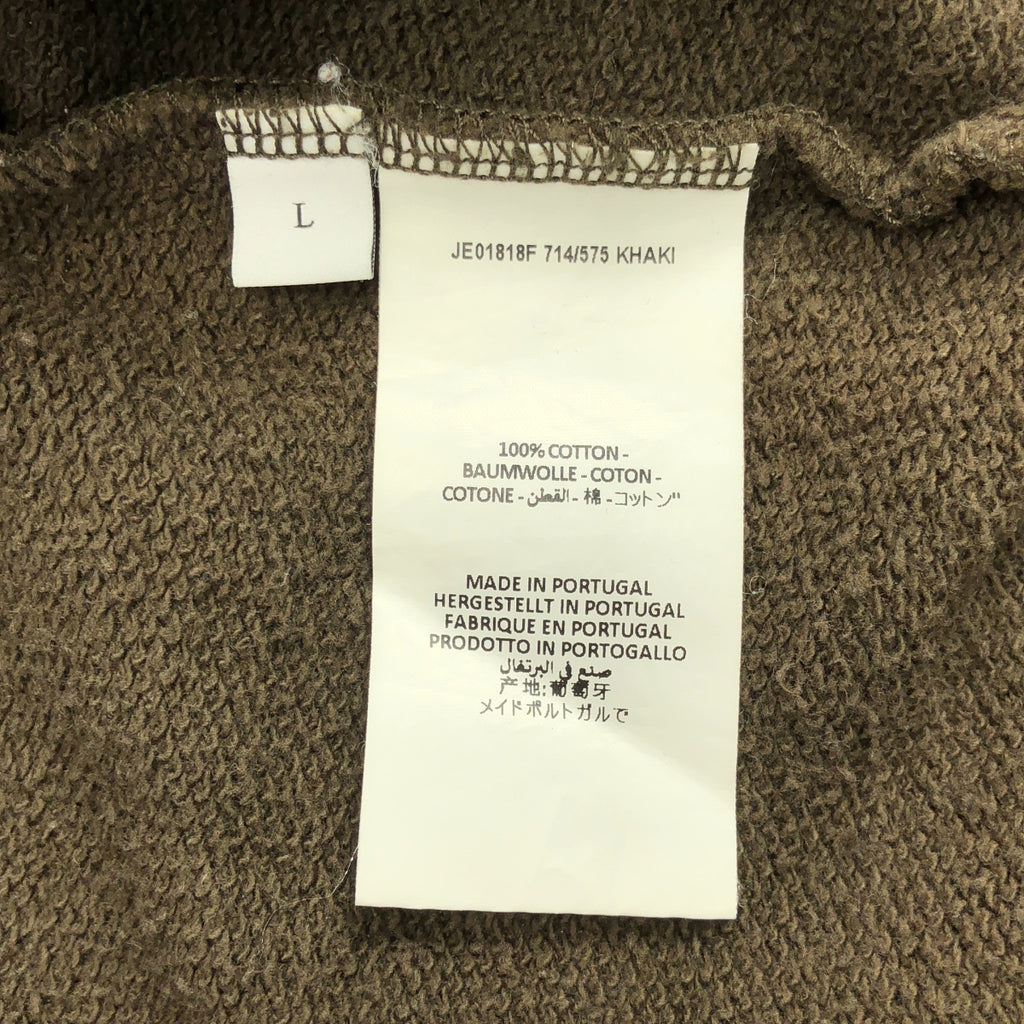 L
JE01818F 714/575 KHAKI
100% COTTON -
BAUMWOLLE - COTON -
COTONE - القطن - 棉 - コットン"
MADE IN PORTUGAL
HERGESTELLT IN PORTUGAL
FABRIQUE EN PORTUGAL
PRODOTTO IN PORTOGALLO
صنع في البرتغال
产地:葡萄牙
メイドポルトガルで